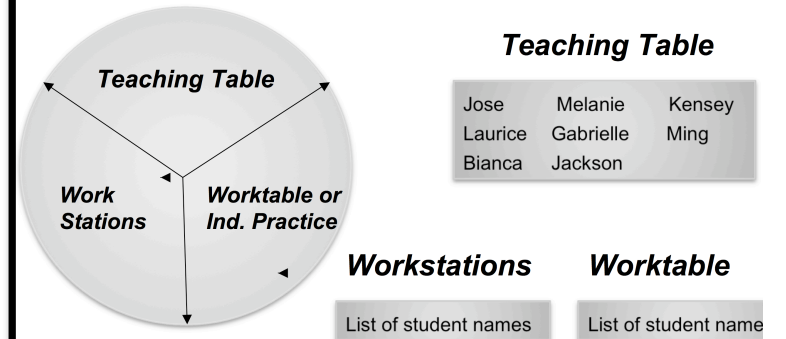 Teaching Table
Work
Stations
Worktable or
Ind. Practice
Teaching Table
Jose Melanie Kensey
Laurice Gabrielle Ming
Bianca Jackson
Workstations
List of student names
Worktable
List of student name